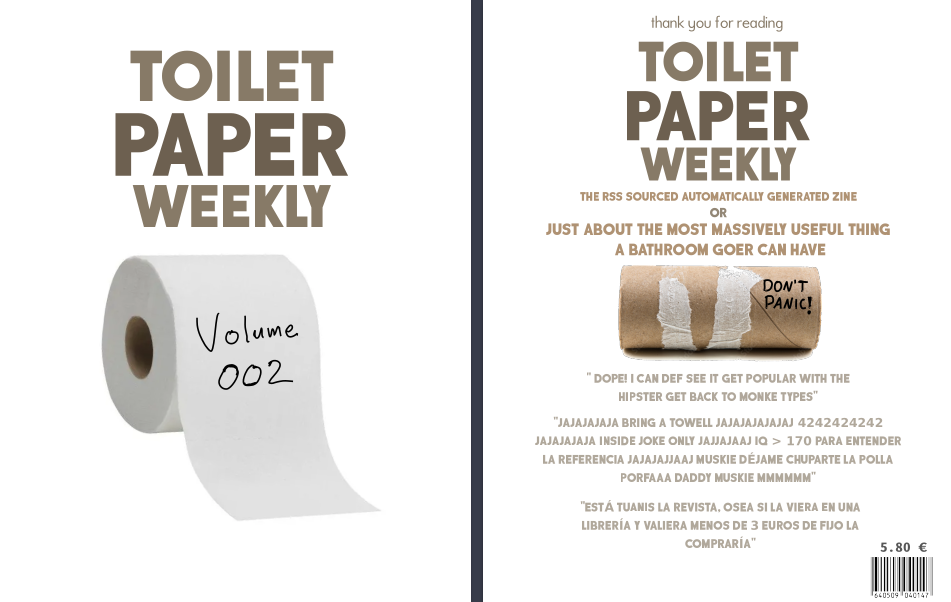 TOILET
PAPER
WEEKLY
Volume
002
thank you for reading
TOILET
PAPER
WEEKLY
THE RSS SOURCED AUTOMATICALLY GENERATED ZINE
OR
JUST ABOUT THE MOST MASSIVELY USEFUL THING
A BATHROOM GOER CAN HAVE
DON'T
PANIC!
" DOPE! I CAN DEF SEE IT GET POPULAR WITH THE
HIPSTER GET BACK TO MONKE TYPES"
"JAJAJAJAJA BRING A TOWELL JAJAJAJAJAJAJ 4242424242
JAJAJAJAJA INSIDE JOKE ONLY JAJJAJAAJ IQ > 170 PARA ENTENDER
LA REFERENCIA JAJAJAJJAAJ MUSKIE DÉJAME CHUPARTE LA POLLA
PORFAAA DADDY MUSKIE MMMMMM"
"ESTÁ TUANIS LA REVISTA, OSEA SI LA VIERA EN UNA
LIBRERÍA Y VALIERA MENOS DE 3 EUROS DE FIJO LA
COMPRARÍA"
5.80 €
640509 040147